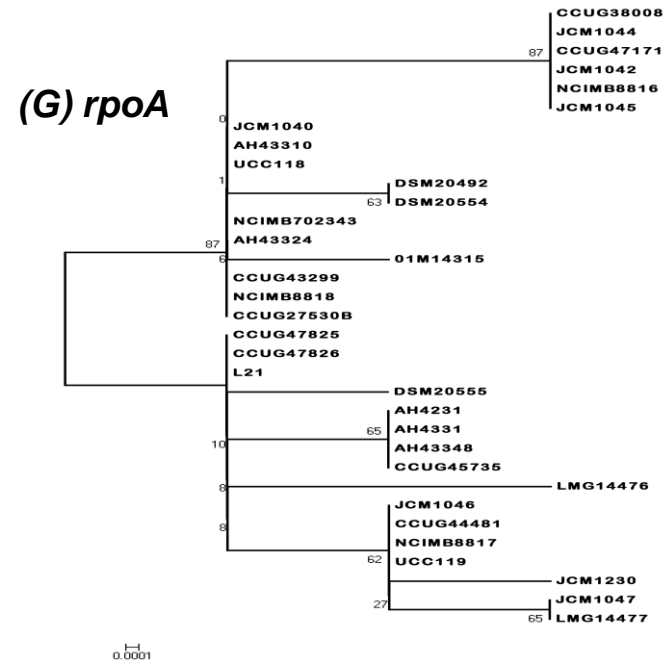 CCUG38008
JCM1044
87 CCUG47171
JCM1042
NCIMB8816
JCM1045
(G) rpoA
0
JCM1040
AH43310
UCC118
1
DSM20492
63 DSM20554
NCIMB702343
87 AH43324
6 01M14315
CCUG43299
NCIMB8818
CCUG27530B
CCUG47825
CCUG47826
L21
DSM20555
AH4231
65 AH4331
10 AH43348
CCUG45735
8 LMG14476
JCM1046
8 CCUG44481
NCIMB8817
62 UCC119
JCM1230
27 JCM1047
65 LMG14477
0.0001